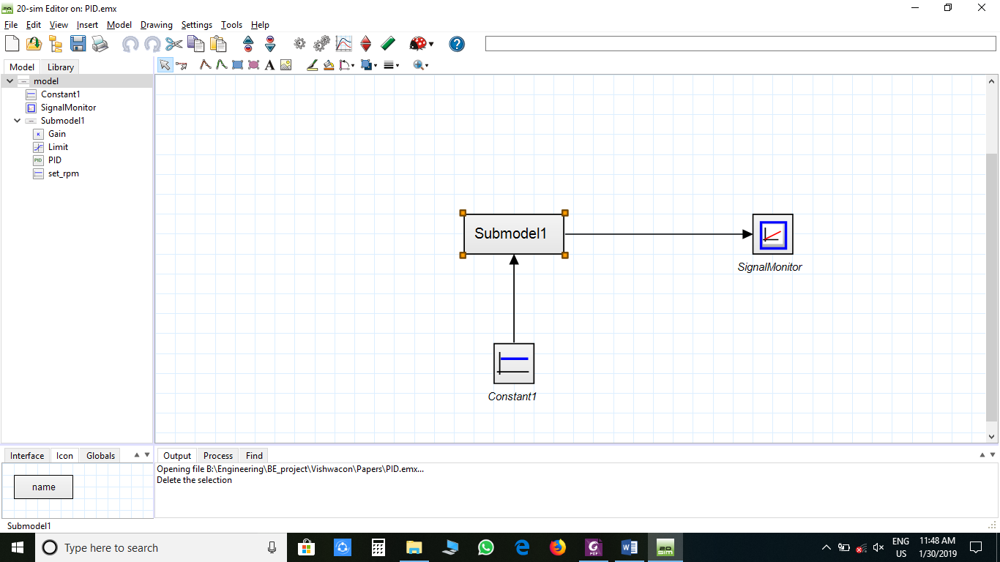 20-sim Editor on: PID.emx
File Edit View Insert Model Drawing Settings Tools Help
Model Library
model
Constant1
SignalMonitor
Submodel1
K Gain
Limit
PID PID
set_rpm
Submodel1
SignalMonitor
Constant1
Interface Icon Globals
name
Output Process Find
Opening file B:\Engineering\BE_project\Vishwacon\Papers\PID.emx...
Delete the selection
Submodel1
Type here to search
ENG
US
11:48 AM
1/30/2019